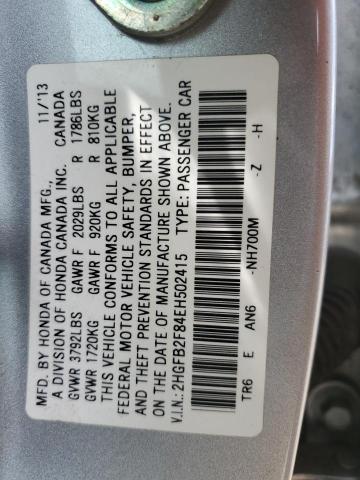 MFD. BY HONDA OF CANADA MFG., 11/'13
A DIVISION OF HONDA CANADA INC. CANADA
GVWR 3792LBS GAWR F 2029LBS R 1786LBS
GVWR 1720KG GAWR F 920KG R 810KG
THIS VEHICLE CONFORMS TO ALL APPLICABLE
FEDERAL MOTOR VEHICLE SAFETY, BUMPER,
AND THEFT PREVENTION STANDARDS IN EFFECT
ON THE DATE OF MANUFACTURE SHOWN ABOVE.
V.I.N.: 2HGFB2F84EH502415 TYPE: PASSENGER CAR
TR6 E AN6 -NH700M -Z -H